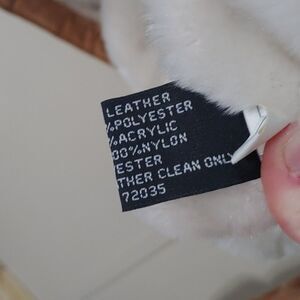 LEATHER
%POLYESTER
%ACRYLIC
00%NYLON
ESTER
THER CLEAN ONLY
72035